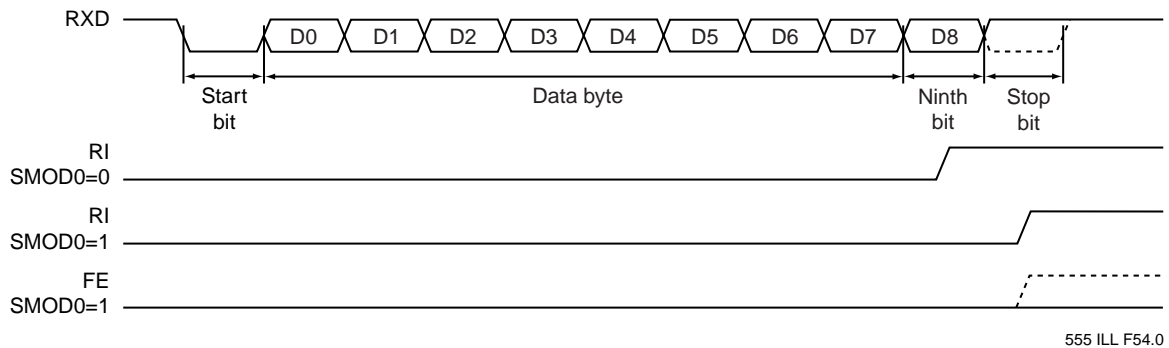 RXD
D0 D1 D2 D3 D4 D5 D6 D7 D8
Start
bit
Data byte
Ninth
bit
Stop
bit
RI
SMOD0=0
RI
SMOD0=1
FE
SMOD0=1
555 ILL F54.0